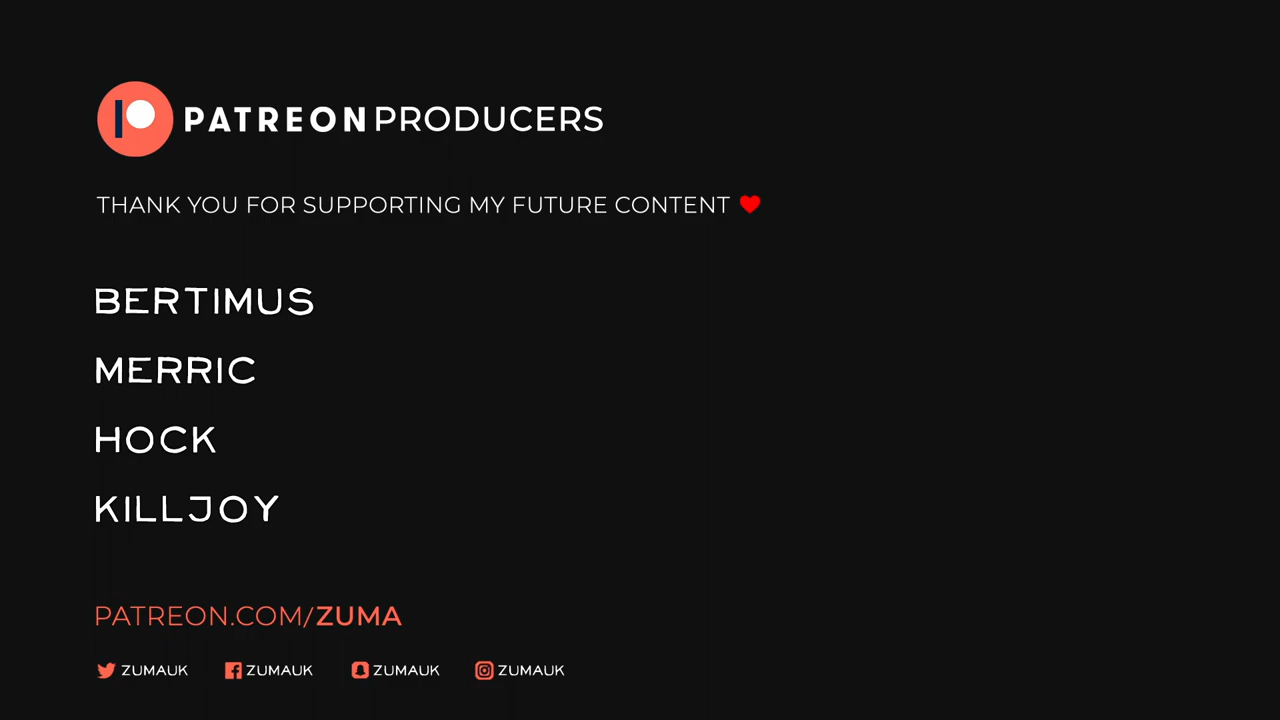 PATREON PRODUCERS
THANK YOU FOR SUPPORTING MY FUTURE CONTENT
BERTIMUS
MERRIC
HOCK
KILLJOY
PATREON.COM/ZUMA
ZUMAUK ZUMAUK ZUMAUK ZUMAUK